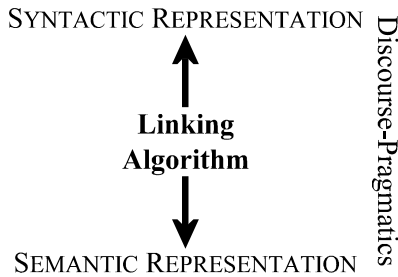 SYNTACTIC REPRESENTATION
Linking
Algorithm
SEMANTIC REPRESENTATION
Discourse-Pragmatics